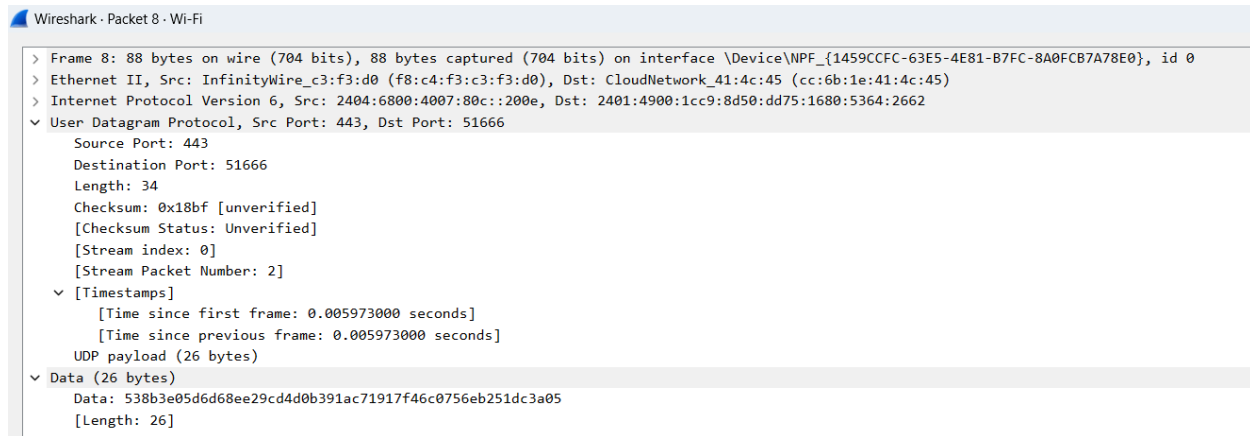 Wireshark · Packet 8 · Wi-Fi
Frame 8: 88 bytes on wire (704 bits), 88 bytes captured (704 bits) on interface \Device\NPF_{1459CCFC-63E5-4E81-B7FC-8A0FCB7A78E0}, id 0
Ethernet II, Src: InfinityWire_c3:f3:d0 (f8:c4:f3:c3:f3:d0), Dst: CloudNetwork_41:4c:45 (cc:6b:1e:41:4c:45)
Internet Protocol Version 6, Src: 2404:6800:4007:80c::200e, Dst: 2401:4900:1cc9:8d50:dd75:1680:5364:2662
User Datagram Protocol, Src Port: 443, Dst Port: 51666
Source Port: 443
Destination Port: 51666
Length: 34
Checksum: 0x18bf [unverified]
[Checksum Status: Unverified]
[Stream index: 0]
[Stream Packet Number: 2]
[Timestamps]
[Time since first frame: 0.005973000 seconds]
[Time since previous frame: 0.005973000 seconds]
UDP payload (26 bytes)
Data (26 bytes)
Data: 538b3e05d6d68ee29cd4d0b391ac71917f46c0756eb251dc3a05
[Length: 26]